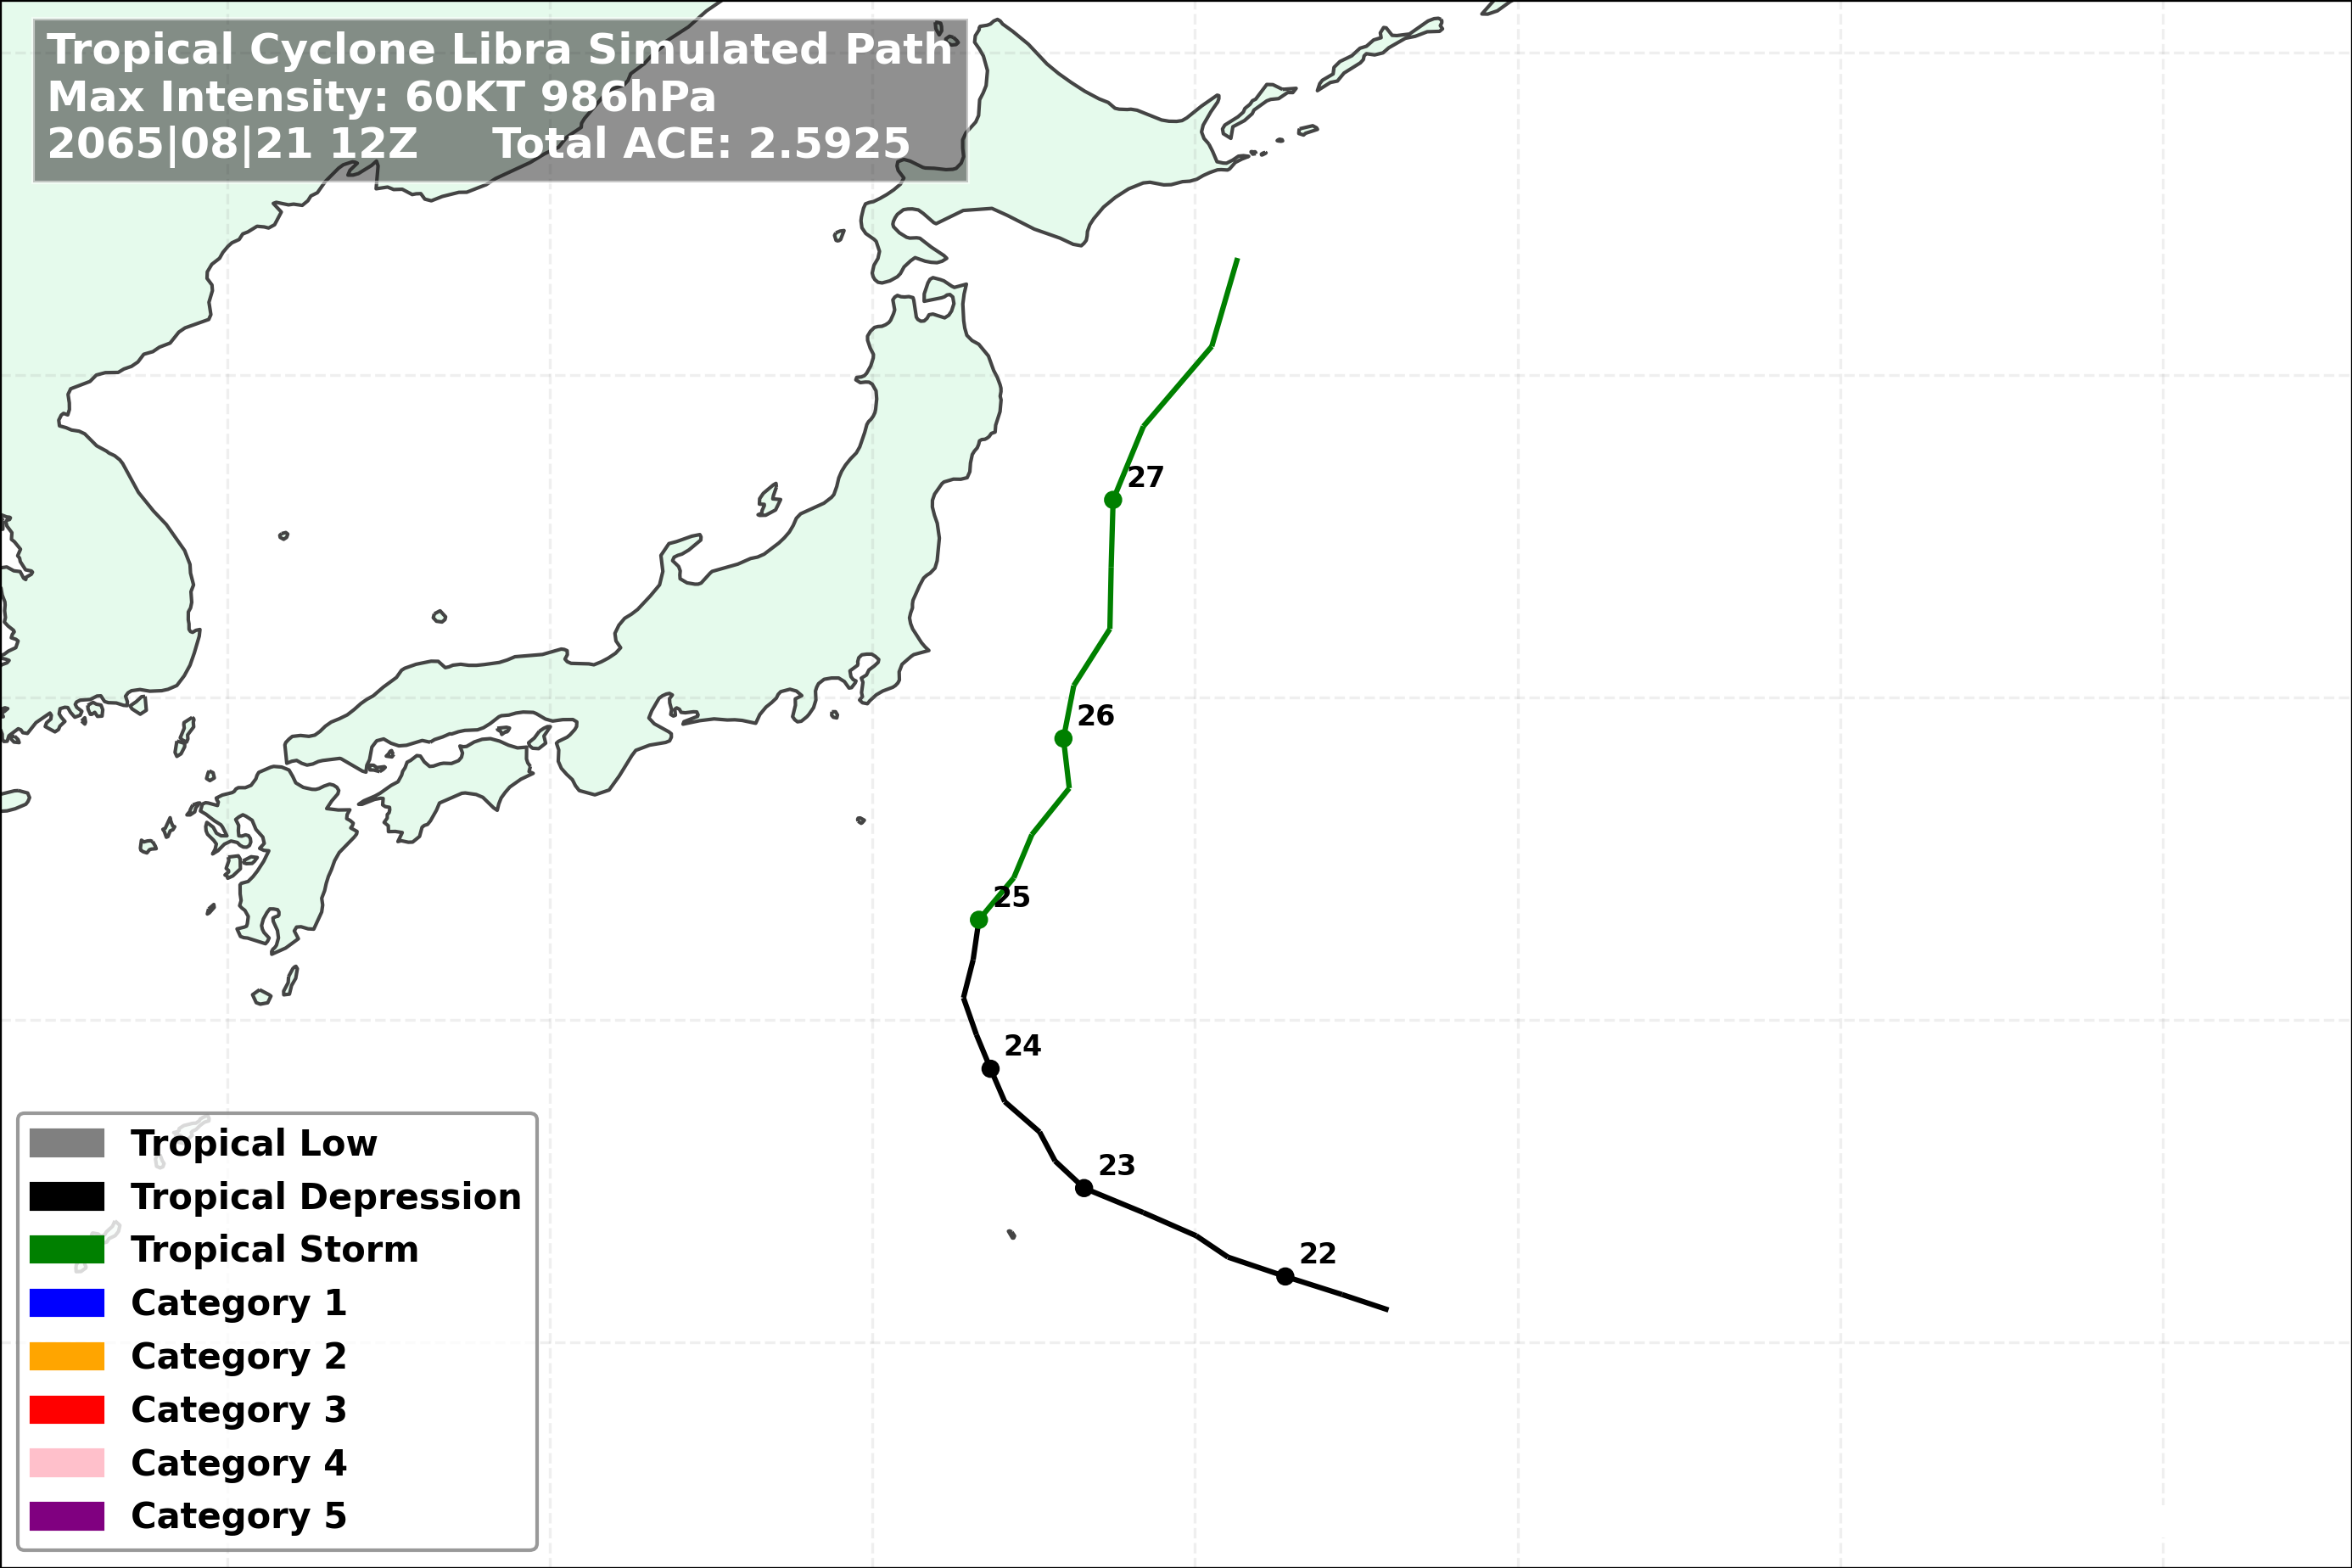 Tropical Cyclone Libra Simulated Path
Max Intensity: 60KT 986hPa
2065|08|21 12Z Total ACE: 2.5925
27
26
25
24
23
22
Tropical Low
Tropical Depression
Tropical Storm
Category 1
Category 2
Category 3
Category 4
Category 5